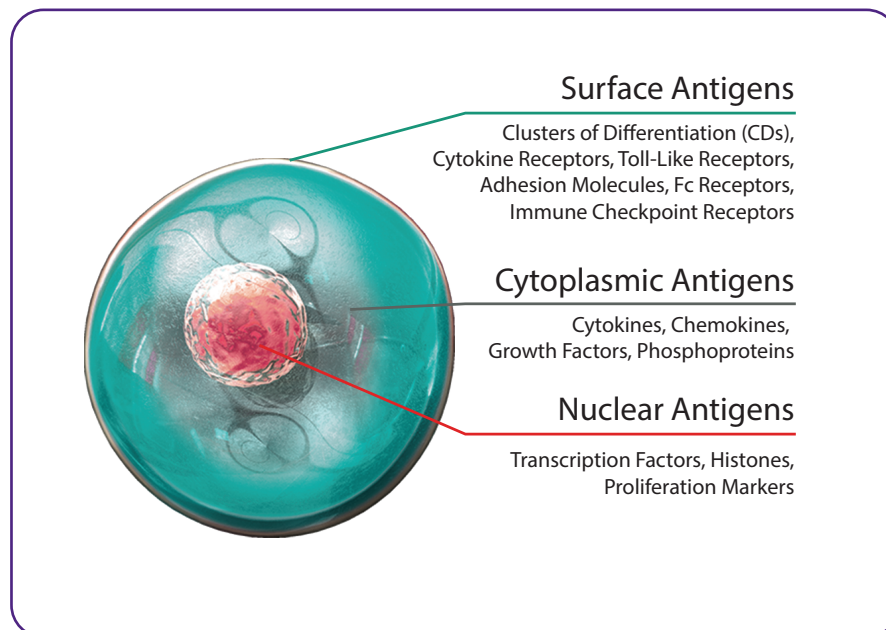 Surface Antigens
Clusters of Differentiation (CDs),
Cytokine Receptors, Toll-Like Receptors,
Adhesion Molecules, Fc Receptors,
Immune Checkpoint Receptors
Cytoplasmic Antigens
Cytokines, Chemokines,
Growth Factors, Phosphoproteins
Nuclear Antigens
Transcription Factors, Histones,
Proliferation Markers